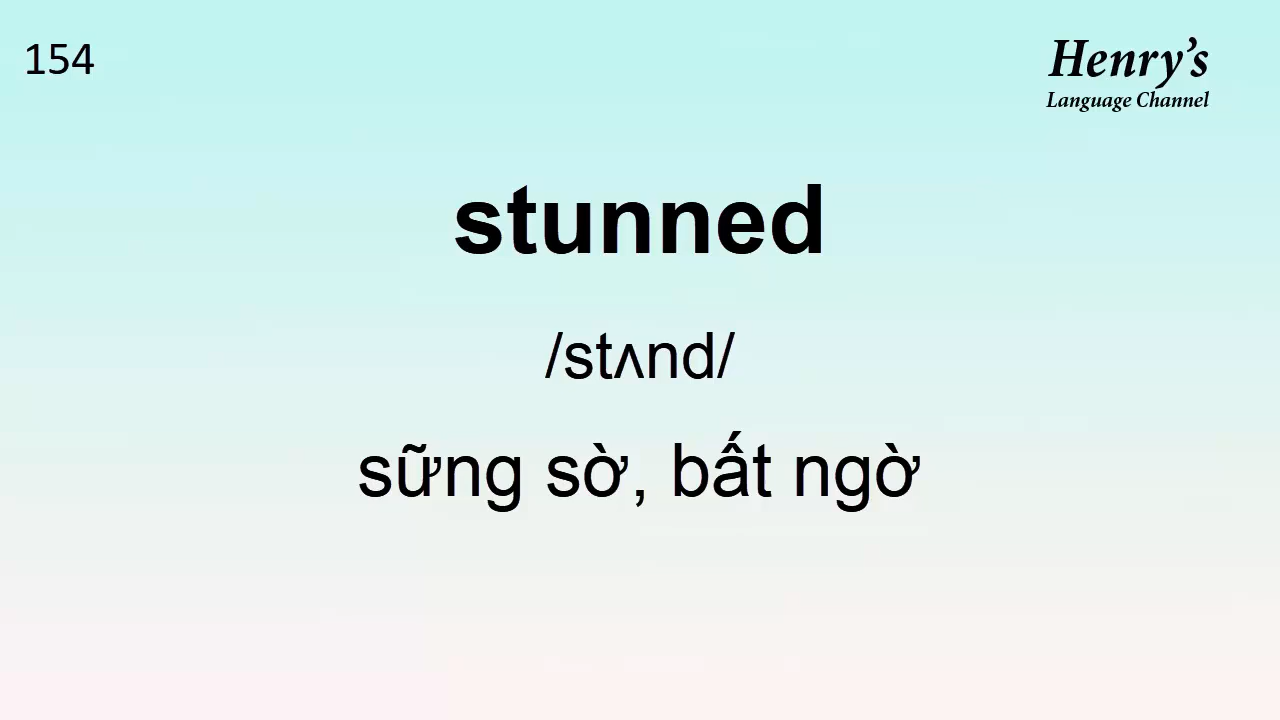 154
Henry’s
Language Channel
stunned
/stʌnd/
sững sờ, bất ngờ